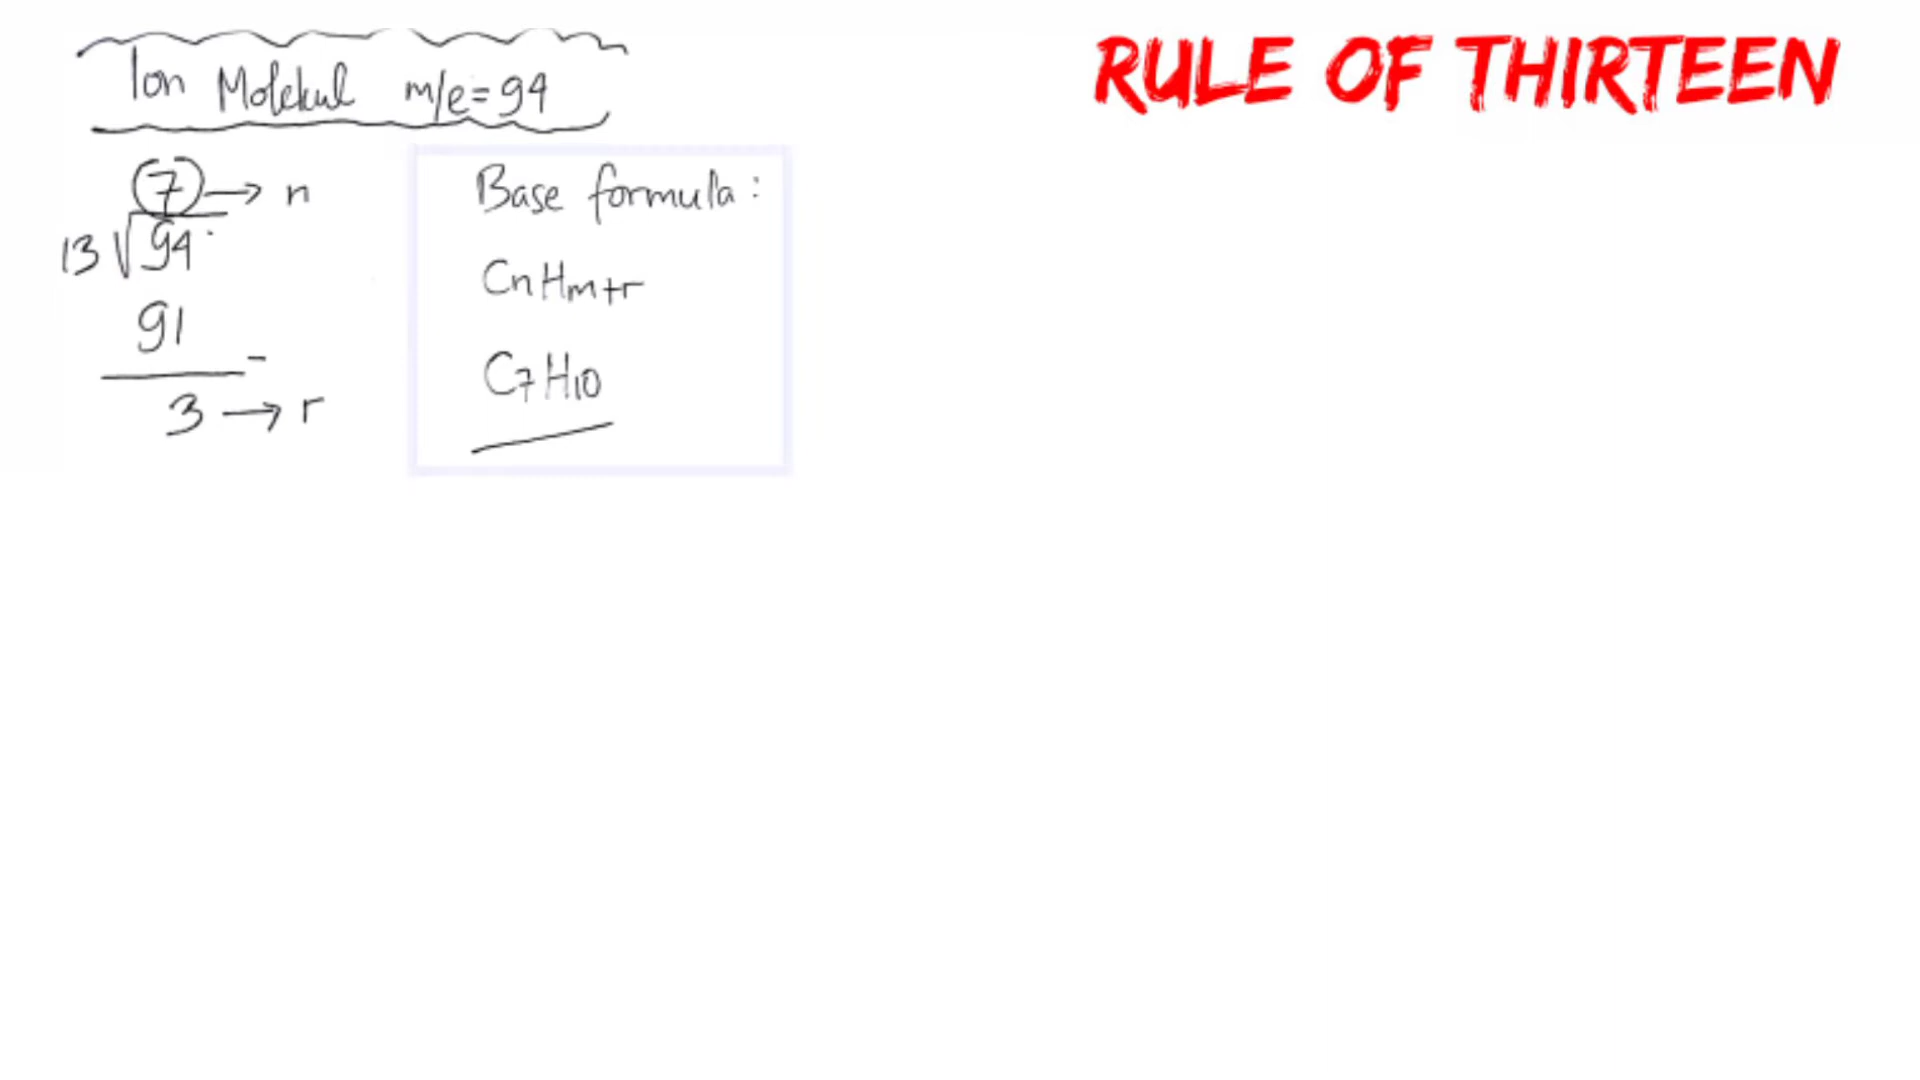 Ion Molekul m/e=94
RULE OF THIRTEEN
7 → n
13 √94
91
-
3 → r
Base formula:
CnHm+r
C7H10